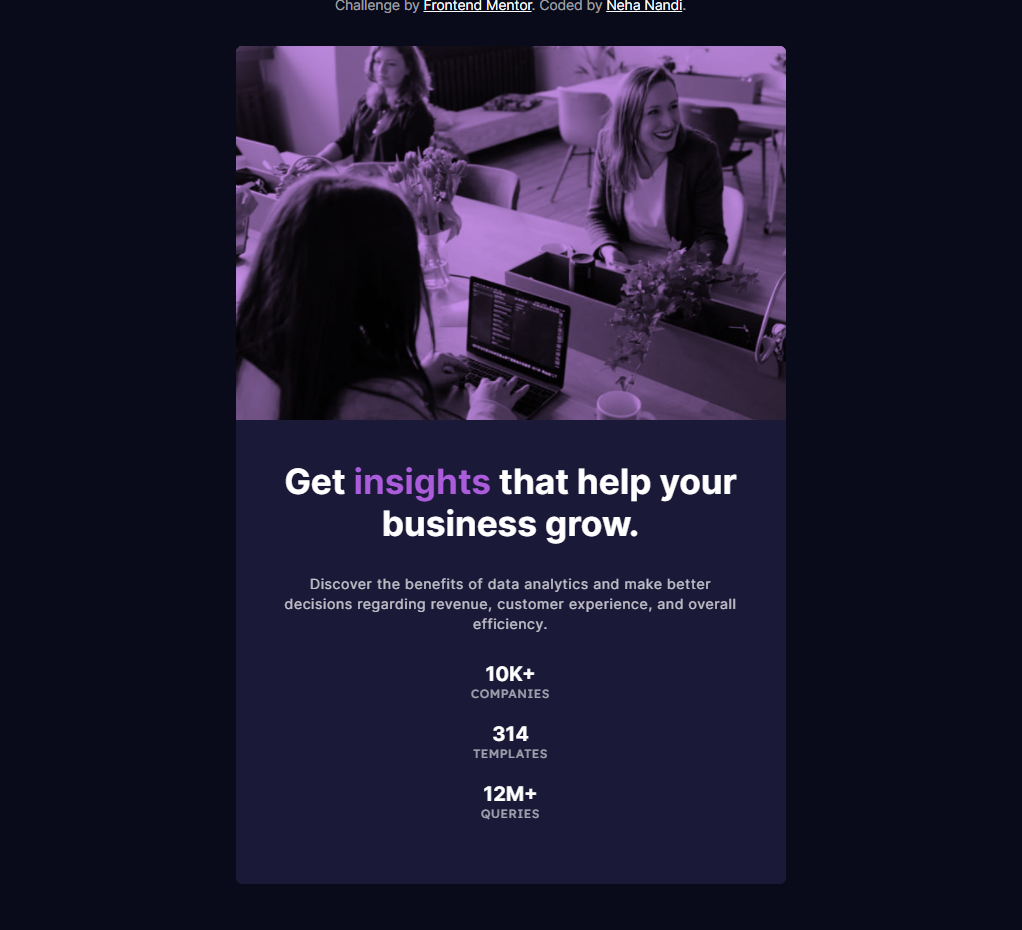 Challenge by Frontend Mentor. Coded by Neha Nandi.
Get insights that help your
business grow.
Discover the benefits of data analytics and make better
decisions regarding revenue, customer experience, and overall
efficiency.
10K+
COMPANIES
314
TEMPLATES
12M+
QUERIES